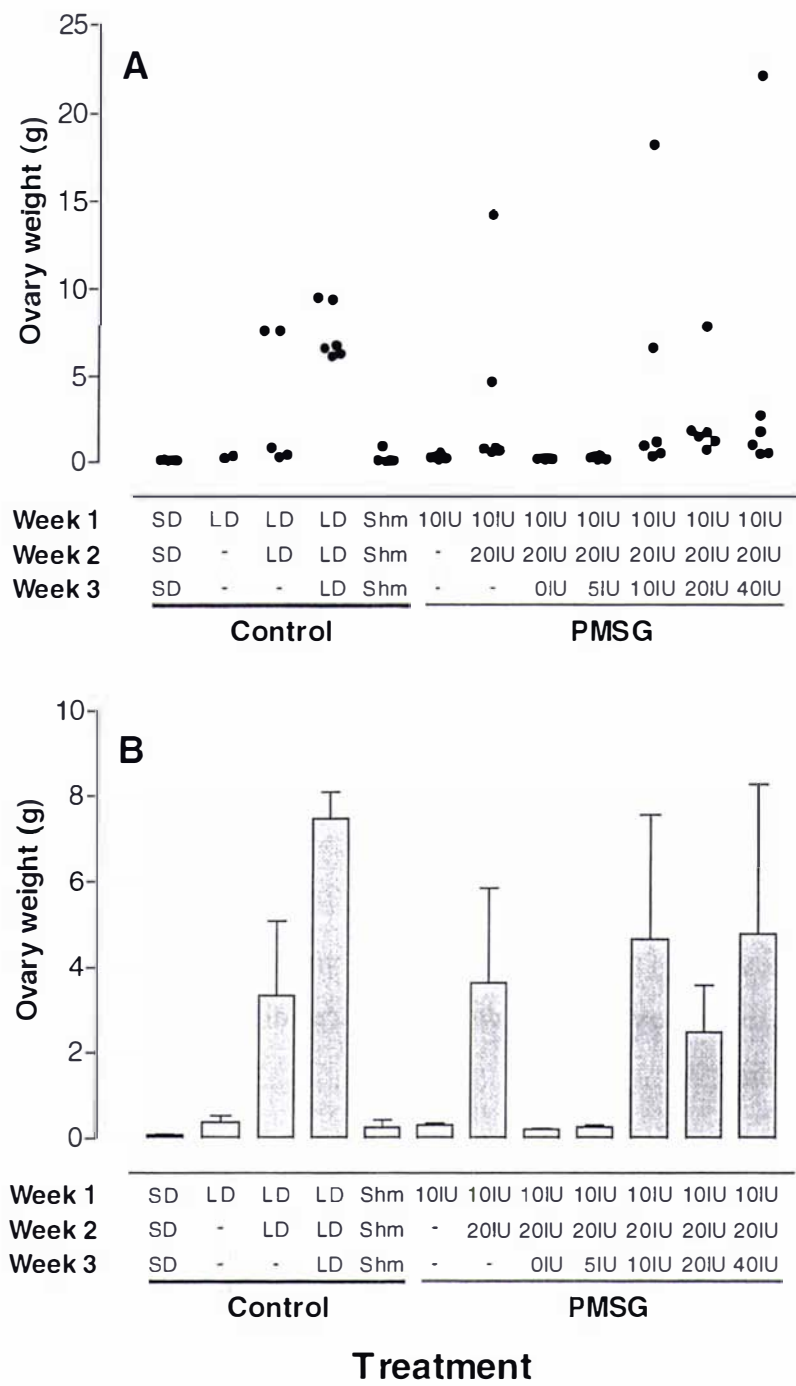 25
A
20
15
10
5
0
Ovary weight (g)
Week 1 SD LD LD LD Shm 10IU 10IU 10IU 10IU 10IU 10IU 10IU
Week 2 SD - LD LD Shm - 20IU 20IU 20IU 20IU 20IU 20IU
Week 3 SD - - LD Shm - - 0IU 5IU 10IU 20IU 40IU
Control PMSG
10
B
8
6
4
2
0
Ovary weight (g)
Week 1 SD LD LD LD Shm 10IU 10IU 10IU 10IU 10IU 10IU 10IU
Week 2 SD - LD LD Shm - 20IU 20IU 20IU 20IU 20IU 20IU
Week 3 SD - - LD Shm - - 0IU 5IU 10IU 20IU 40IU
Control PMSG
Treatment